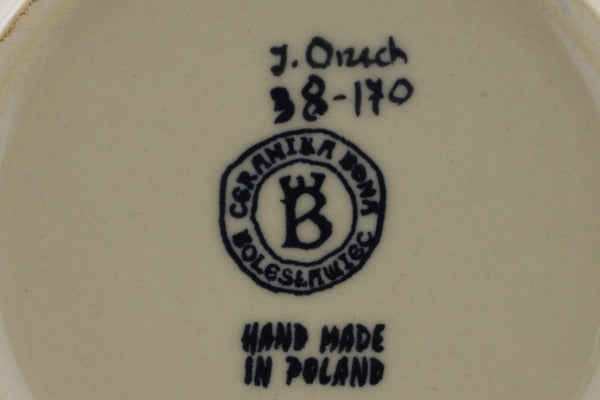 J. Orzech
38-170
CERAMIKA BONA
B
BOLESŁAWIEC
HAND MADE
IN POLAND